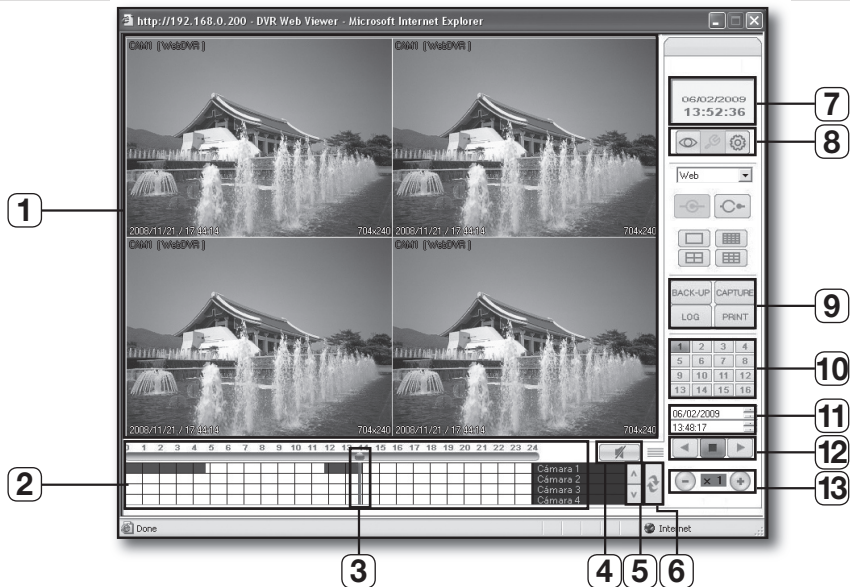 http://192.168.0.200 - DVR Web Viewer - Microsoft Internet Explorer
CAM1 [WebDVR ]
CAM1 [WebDVR ]
2008/11/21 / 17:44:14 704x240
2008/11/21 / 17:44:14 704x240
CAM1 [WebDVR ]
CAM1 [WebDVR ]
2008/11/21 / 17:44:14 704x240
2008/11/21 / 17:44:14 704x240
06/02/2009
13:52:36
Web
BACK-UP CAPTURE
LOG PRINT
1 2 3 4
5 6 7 8
9 10 11 12
13 14 15 16
06/02/2009
13:48:17
× 1
0 1 2 3 4 5 6 7 8 9 10 11 12 13 14 15 16 17 18 19 20 21 22 23 24
Cámara 1
Cámara 2
Cámara 3
Cámara 4
Done Internet
1
2
3
4
5
6
7
8
9
10
11
12
13